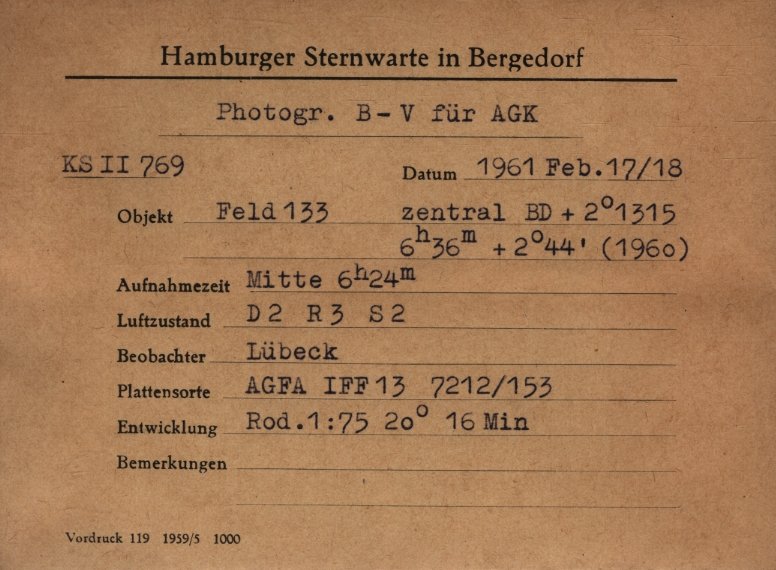 Hamburger Sternwarte in Bergedorf
Photogr. B-V für AGK
KS II 769 Datum 1961 Feb.17/18
Objekt Feld 133 zentral BD + 2° 1315
6ʰ36ᵐ + 2°44' (1960)
Aufnahmezeit Mitte 6ʰ24ᵐ
Luftzustand D 2 R 3 S 2
Beobachter Lübeck
Plattensorte AGFA IFF 13 7212/153
Entwicklung Rod.1:75 20° 16 Min
Bemerkungen
Vordruck 119 1959/5 1000